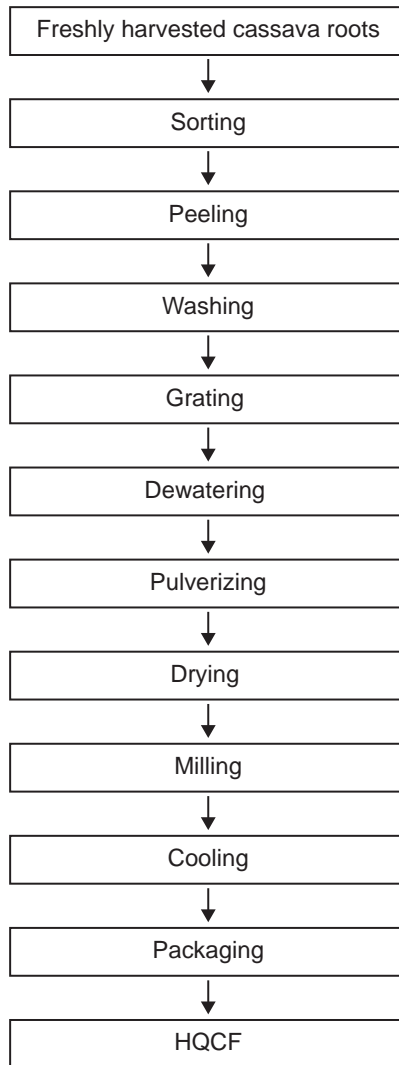 Freshly harvested cassava roots
Sorting
Peeling
Washing
Grating
Dewatering
Pulverizing
Drying
Milling
Cooling
Packaging
HQCF